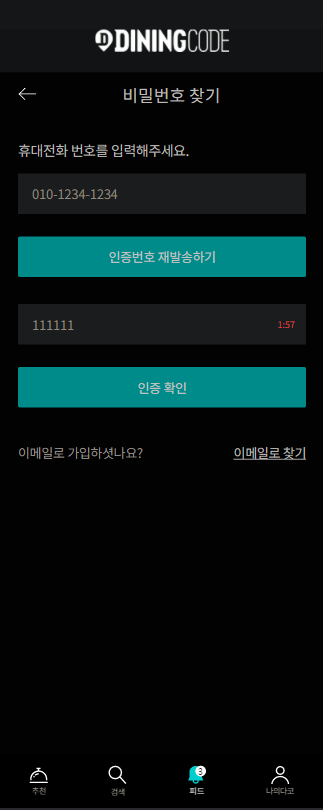 DININGCODE
비밀번호 찾기
휴대전화 번호를 입력해주세요.
010-1234-1234
인증번호 재발송하기
111111 1:57
인증 확인
이메일로 가입하셨나요? 이메일로 찾기
3
추천 검색 피드 나의다코